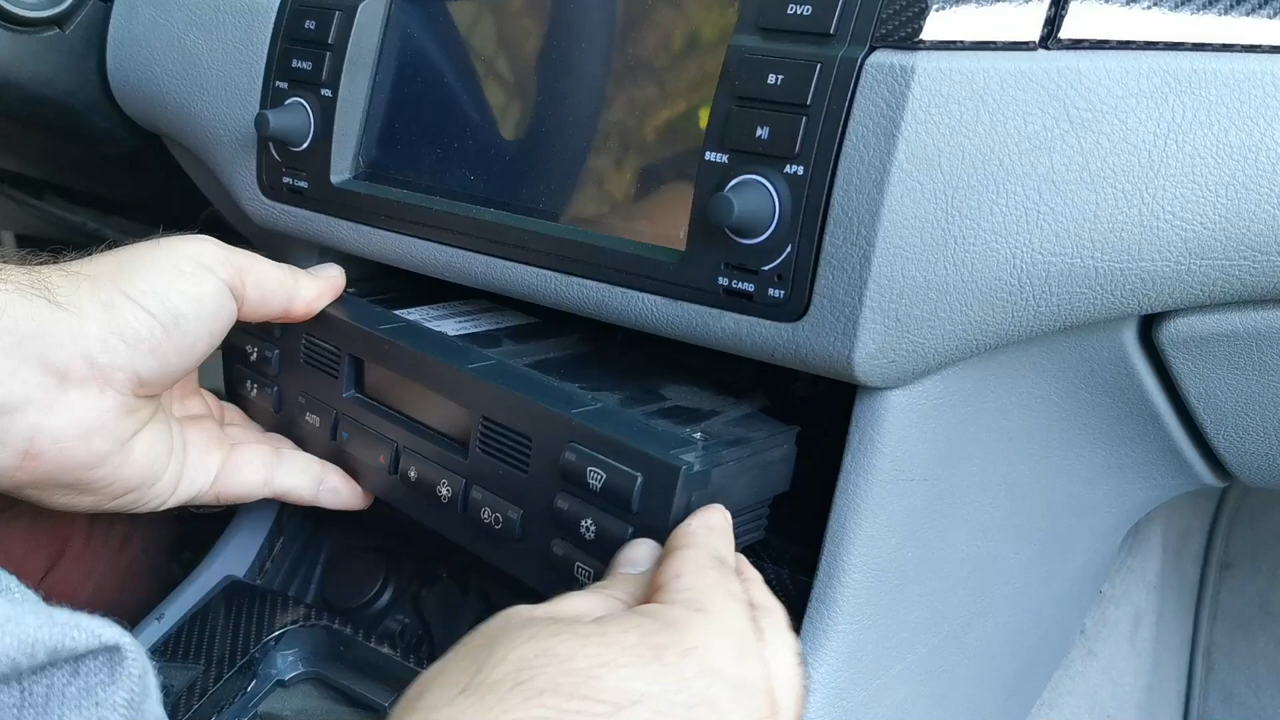 EQ
BAND
PWR
VOL
GPS CARD
DVD
BT
SEEK
APS
SD CARD
RST
AUTO
A